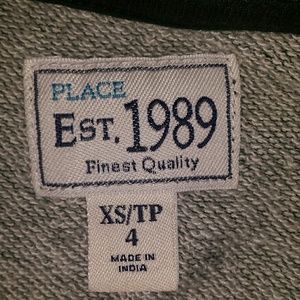 PLACE
EST. 1989
Finest Quality
XS/TP
4
MADE IN
INDIA